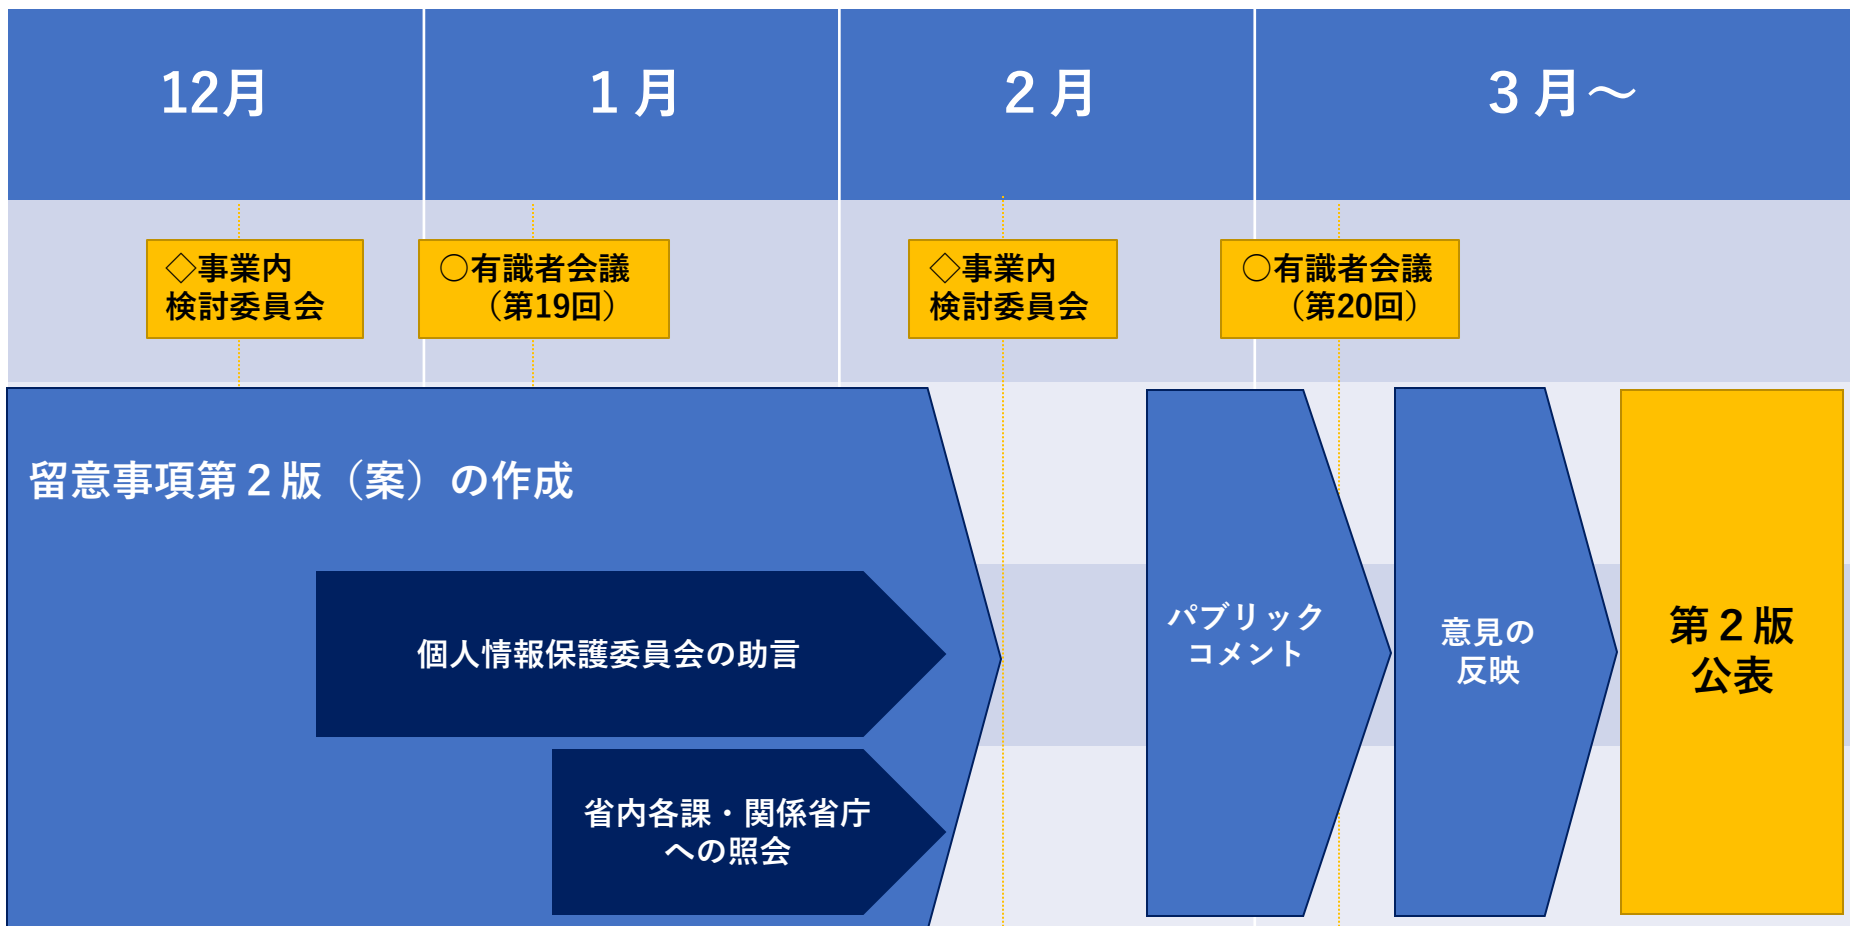 12月
１月
２月
３月～
◇事業内
検討委員会
○有識者会議
（第19回）
◇事業内
検討委員会
○有識者会議
（第20回）
留意事項第２版（案）の作成
個人情報保護委員会の助言
省内各課・関係省庁
への照会
パブリック
コメント
意見の
反映
第２版
公表